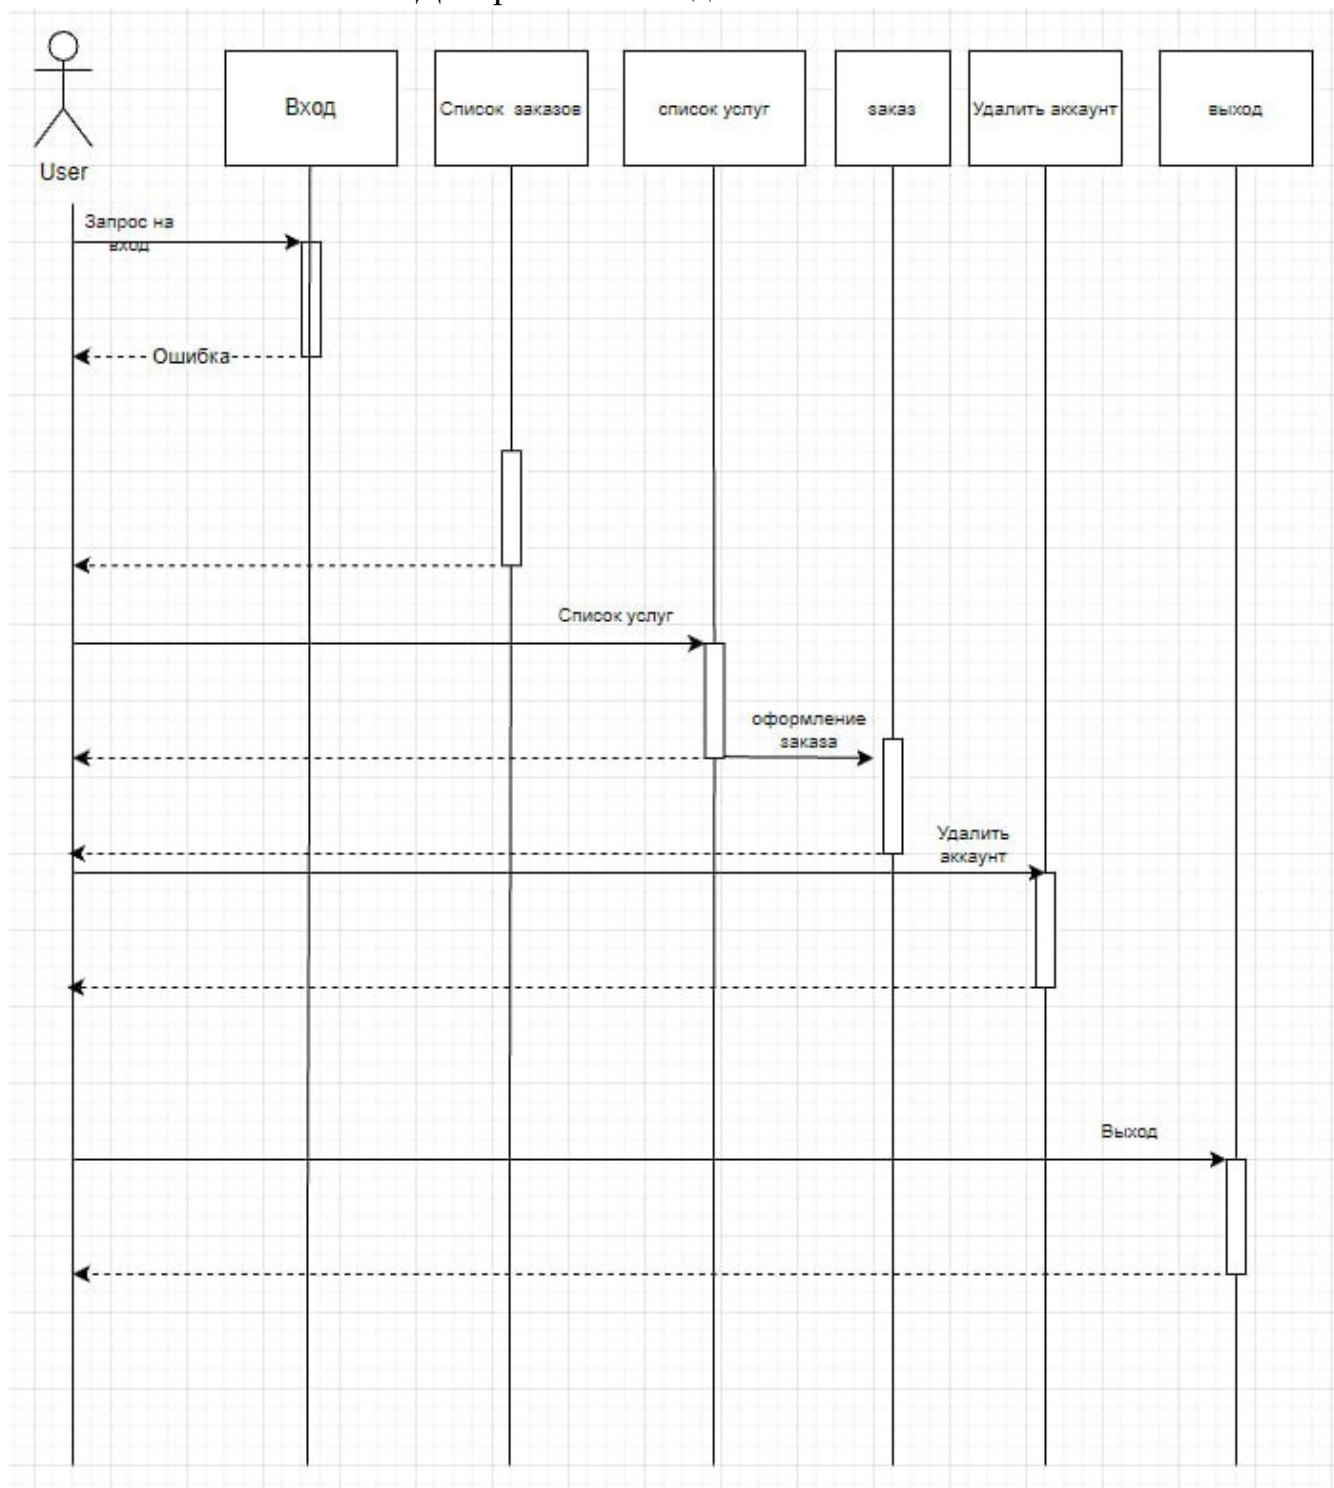 Вход
Список заказов
список услуг
заказ
Удалить аккаунт
выход
User
Запрос на
вход
Ошибка
Список услуг
оформление
заказа
Удалить
аккаунт
Выход